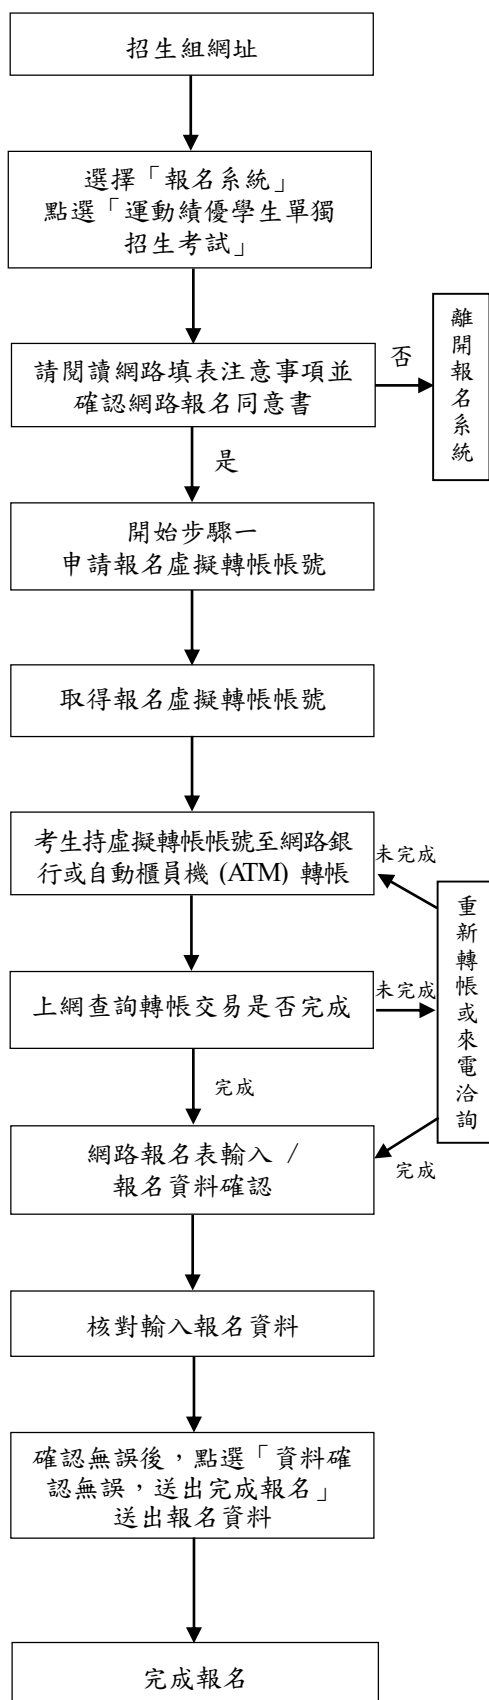 招生組網址
選擇「報名系統」
點選「運動績優學生單獨
招生考試」
請閱讀網路填表注意事項並
確認網路報名同意書
否
離開報名系統
是
開始步驟一
申請報名虛擬轉帳帳號
取得報名虛擬轉帳帳號
考生持虛擬轉帳帳號至網路銀
行或自動櫃員機 (ATM) 轉帳
未完成
上網查詢轉帳交易是否完成
未完成
重新轉帳或來電洽詢
完成
完成
網路報名表輸入 /
報名資料確認
核對輸入報名資料
確認無誤後，點選「資料確
認無誤，送出完成報名」
送出報名資料
完成報名